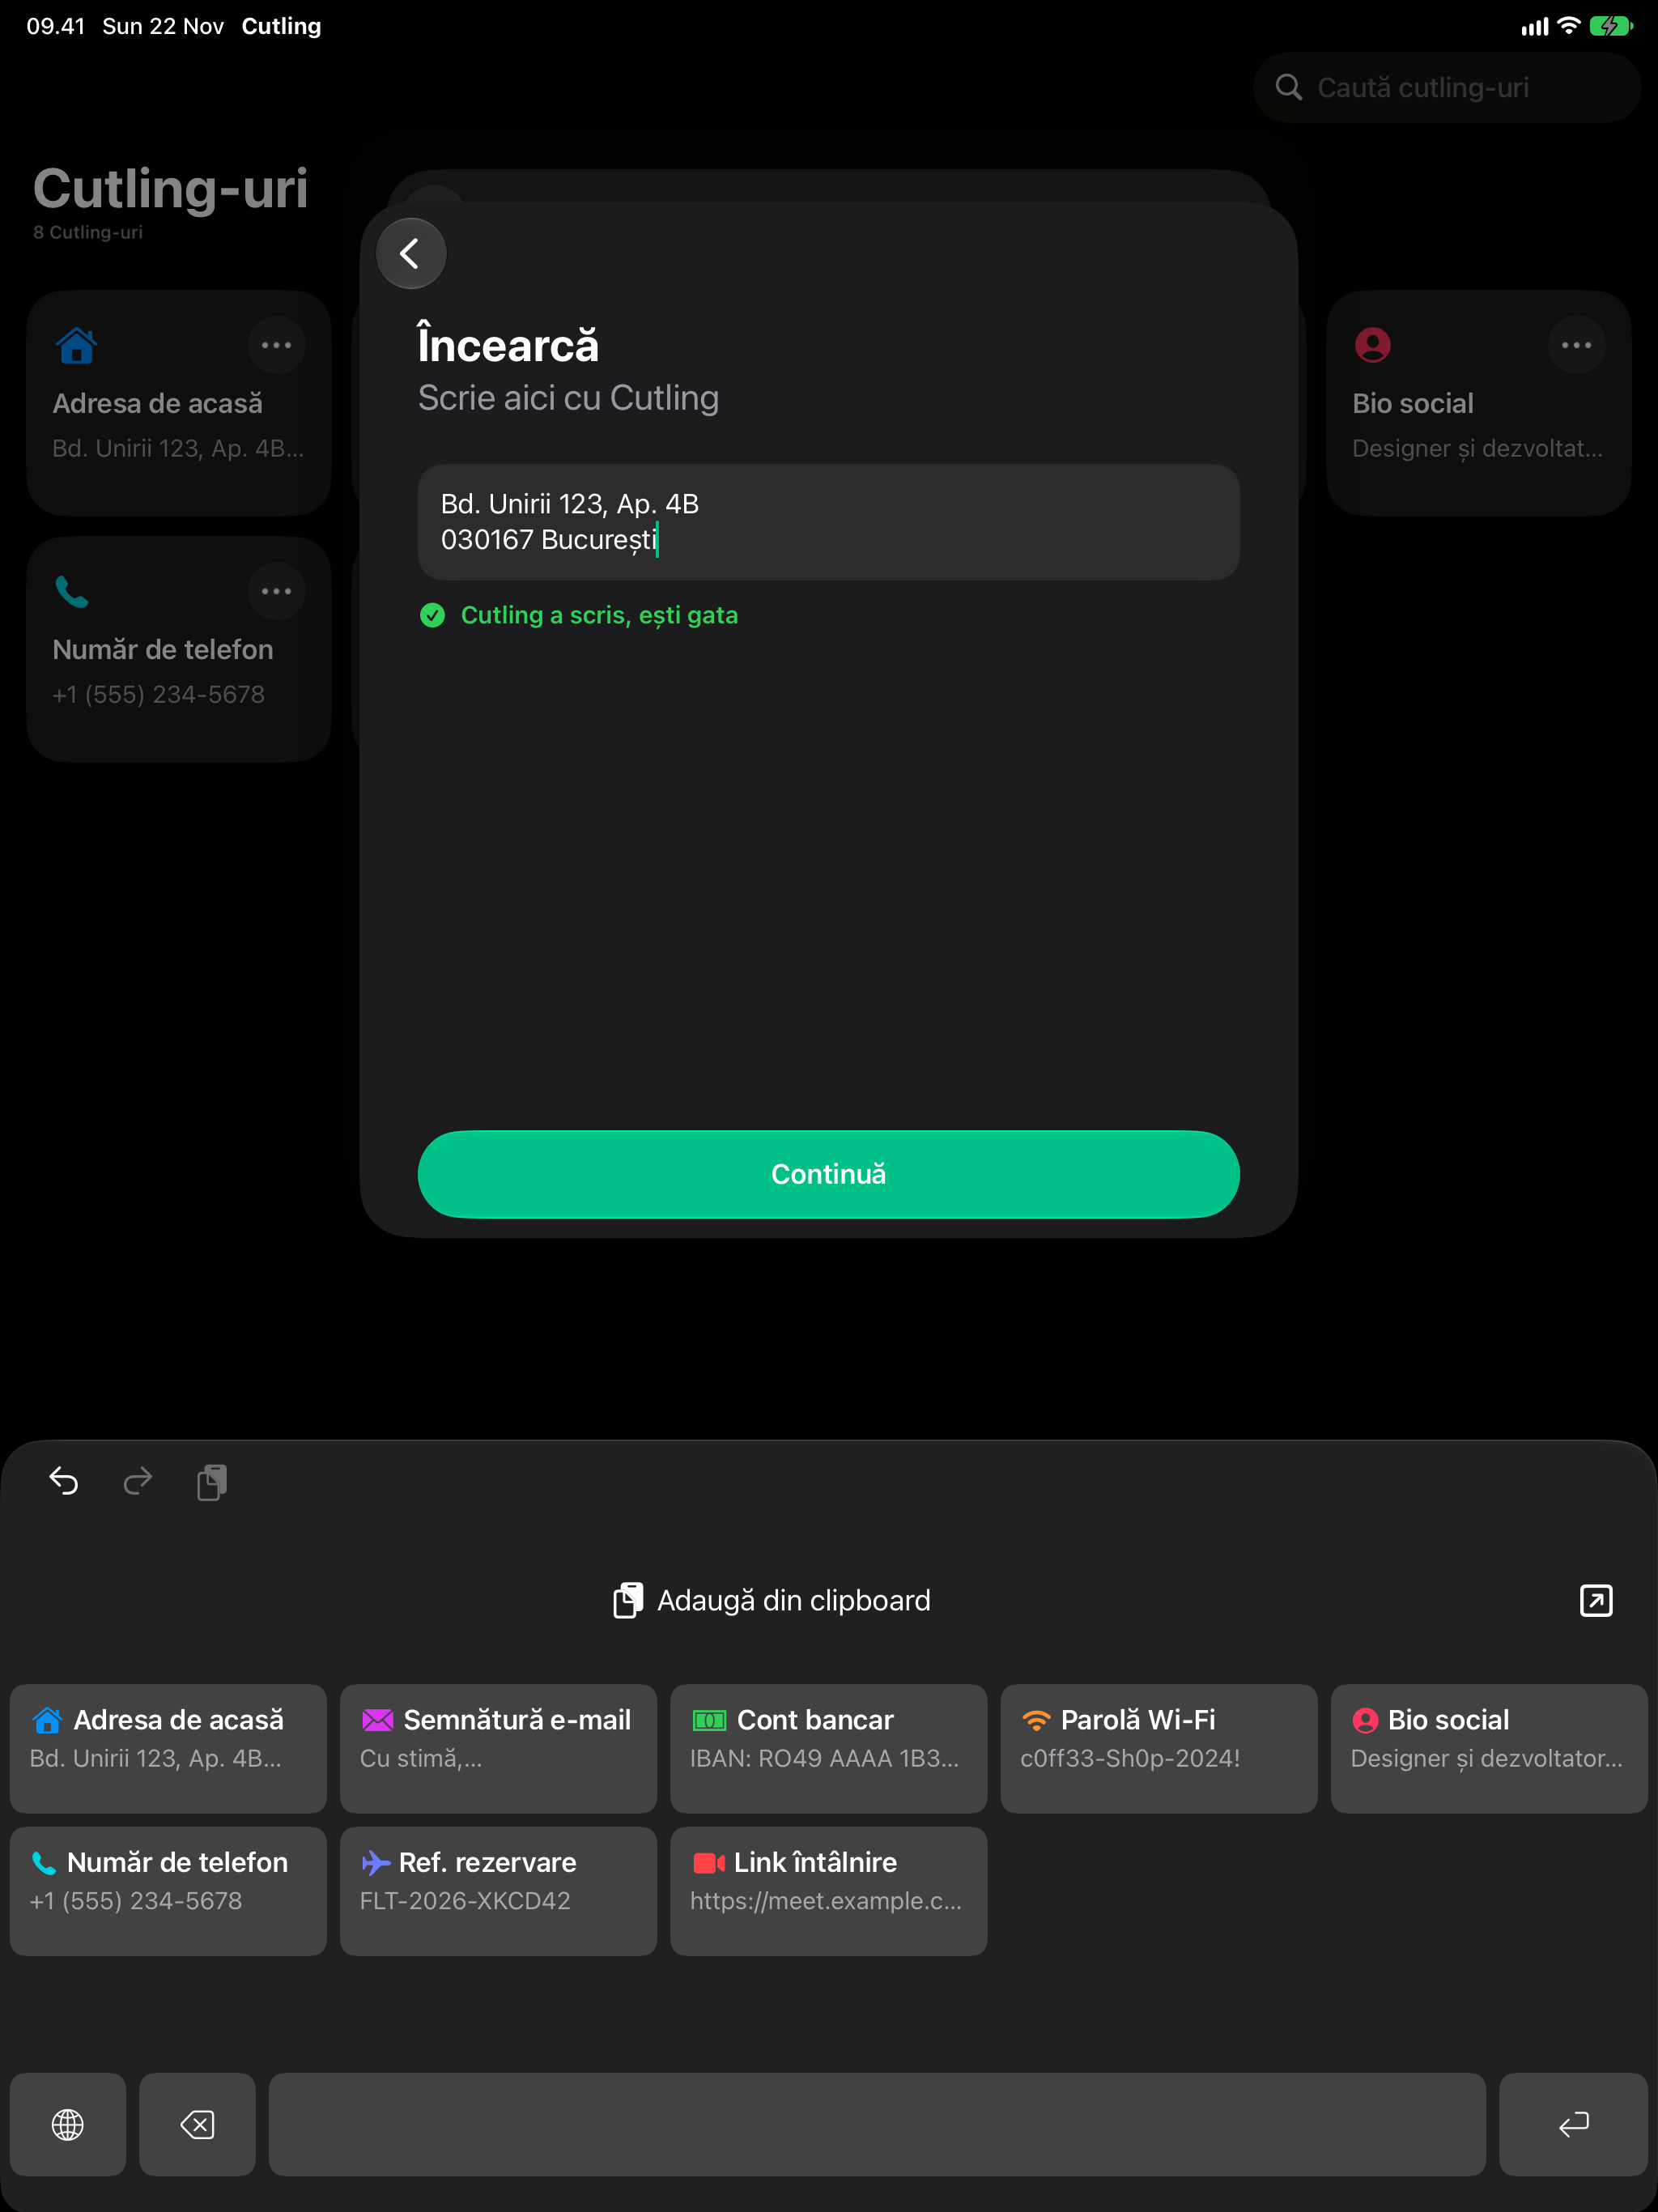 09.41 Sun 22 Nov Cutling
Caută cutling-uri
Cutling-uri
8 Cutling-uri
Adresa de acasă
Bd. Unirii 123, Ap. 4B...
Număr de telefon
+1 (555) 234-5678
Bio social
Designer și dezvoltat...
Încearcă
Scrie aici cu Cutling
Bd. Unirii 123, Ap. 4B
030167 București
Cutling a scris, ești gata
Continuă
Adaugă din clipboard
Adresa de acasă
Bd. Unirii 123, Ap. 4B...
Semnătură e-mail
Cu stimă,...
Cont bancar
IBAN: RO49 AAAA 1B3...
Parolă Wi-Fi
c0ff33-Sh0p-2024!
Bio social
Designer și dezvoltator...
Număr de telefon
+1 (555) 234-5678
Ref. rezervare
FLT-2026-XKCD42
Link întâlnire
https://meet.example.c...